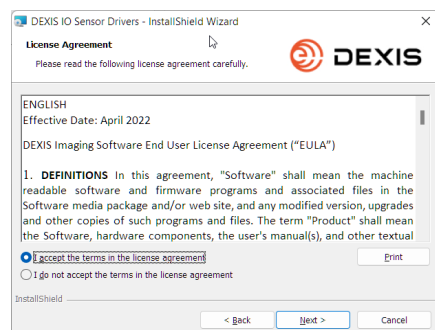 DEXIS IO Sensor Drivers - InstallShield Wizard
License Agreement
Please read the following license agreement carefully.
DEXIS
ENGLISH
Effective Date: April 2022
DEXIS Imaging Software End User License Agreement (“EULA”)
1. DEFINITIONS In this agreement, "Software" shall mean the machine
readable software and firmware programs and associated files in the
Software media package and/or web site, and any modified version, upgrades
and other copies of such programs and files. The term "Product" shall mean
the Software, hardware components, the user's manual(s), and other textual
I accept the terms in the license agreement
Print
I do not accept the terms in the license agreement
InstallShield
< Back
Next >
Cancel